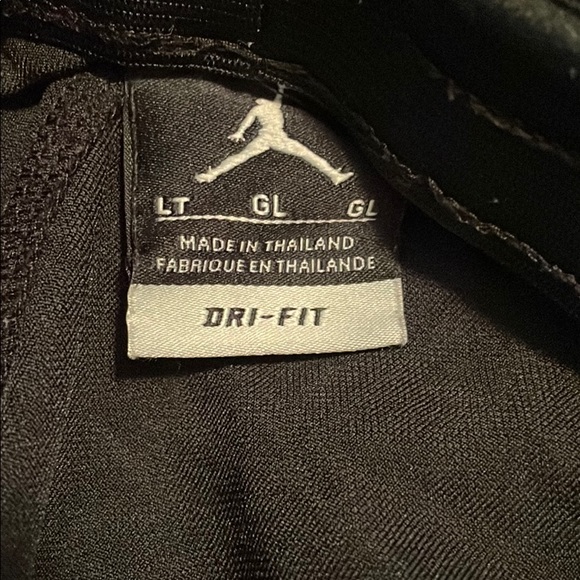 LT GL GL
MADE IN THAILAND
FABRIQUE EN THAILANDE
DRI-FIT